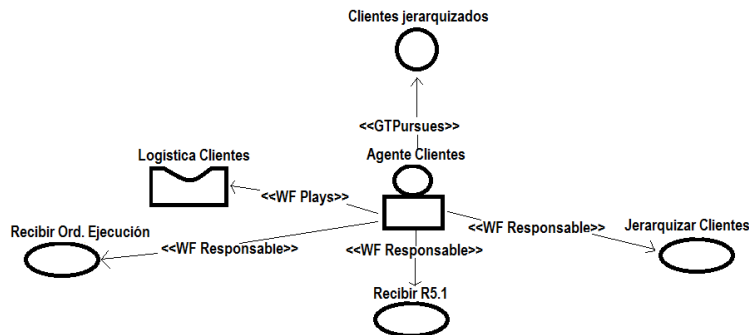 Clientes jerarquizados
<<GTPursues>>
Logistica Clientes
Agente Clientes
<<WF Plays>>
Recibir Ord. Ejecución
<<WF Responsable>>
<<WF Responsable>>
<<WF Responsable>>
Jerarquizar Clientes
Recibir R5.1